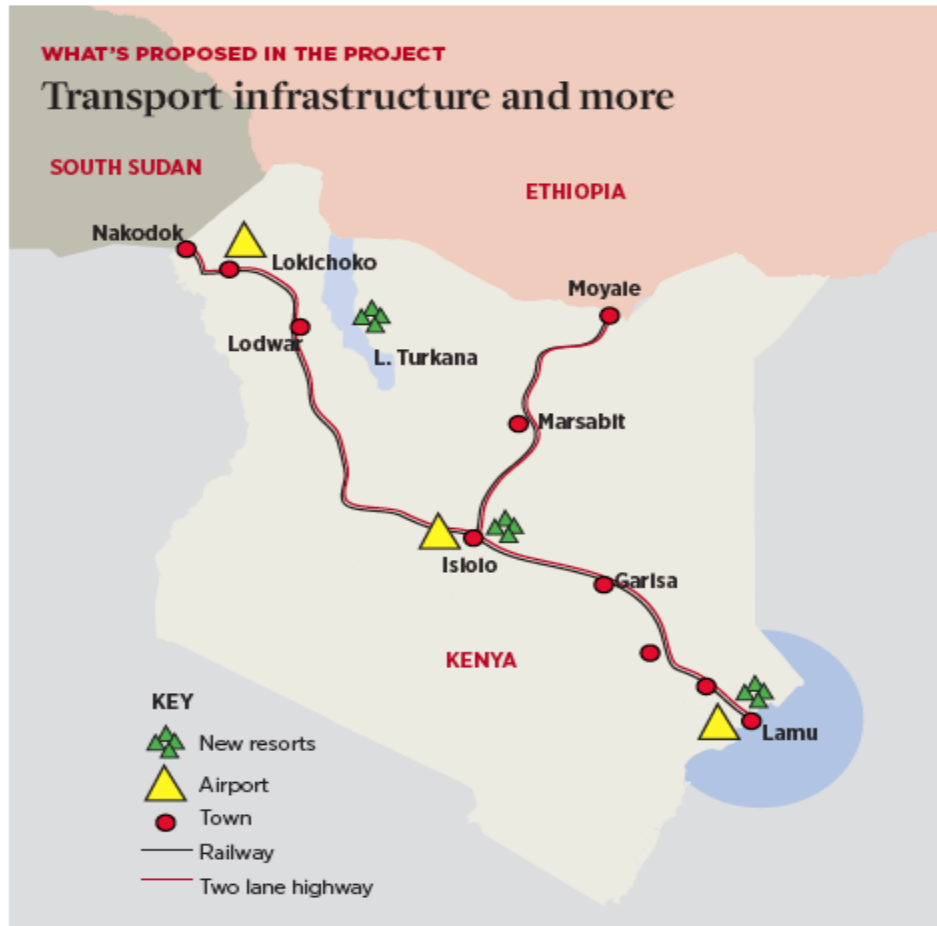 WHAT'S PROPOSED IN THE PROJECT
Transport infrastructure and more
SOUTH SUDAN
ETHIOPIA
Nakodok
Lokichoko
Moyale
Lodwar
L. Turkana
Marsabit
Isiolo
Garisa
KENYA
Lamu
KEY
New resorts
Airport
Town
Railway
Two lane highway